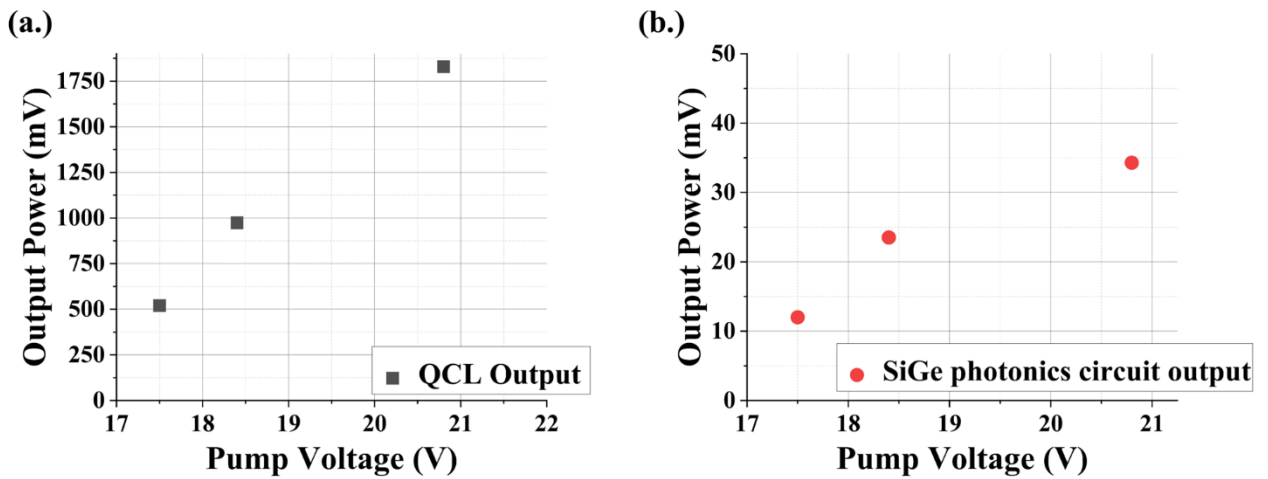 (a.)
Output Power (mV)
1750
1500
1250
1000
750
500
250
0
17 18 19 20 21 22
Pump Voltage (V)
QCL Output
(b.)
Output Power (mV)
50
40
30
20
10
0
17 18 19 20 21
Pump Voltage (V)
SiGe photonics circuit output